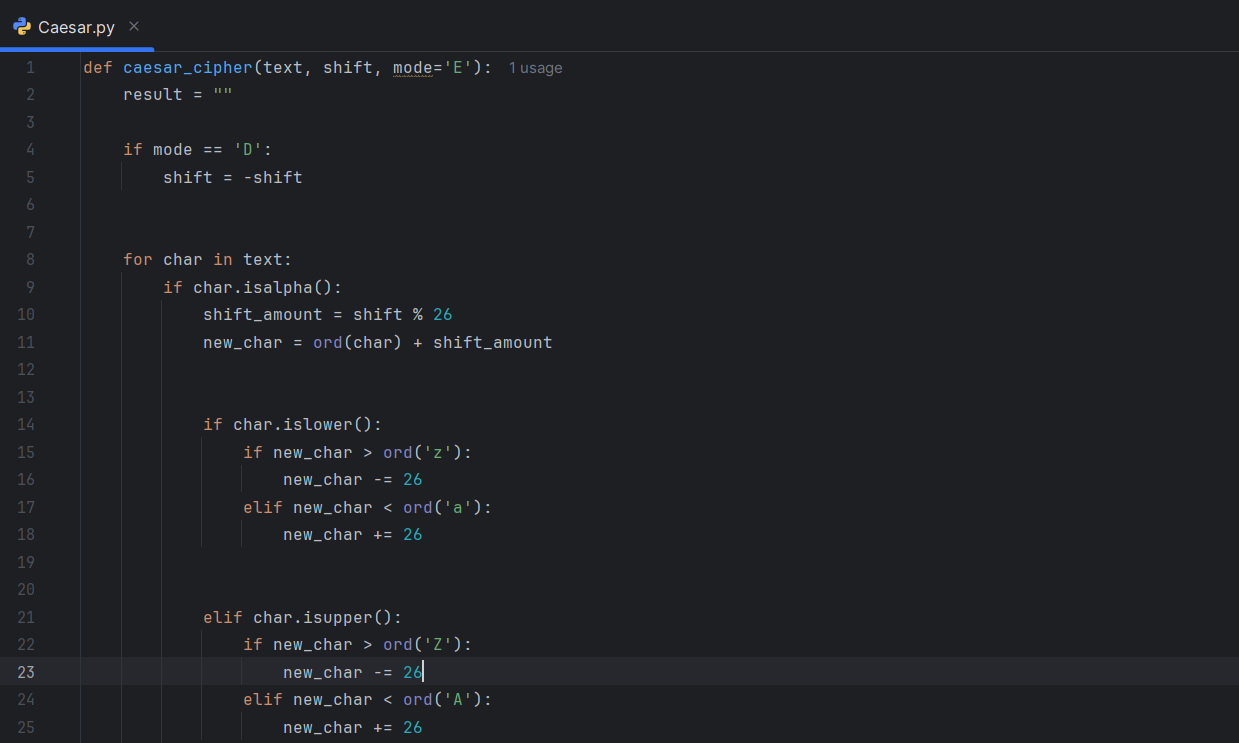 Caesar.py ×
1 def caesar_cipher(text, shift, mode='E'): 1 usage
2     result = ""
3
4     if mode == 'D':
5         shift = -shift
6
7
8     for char in text:
9         if char.isalpha():
10             shift_amount = shift % 26
11             new_char = ord(char) + shift_amount
12
13
14             if char.islower():
15                 if new_char > ord('z'):
16                     new_char -= 26
17                 elif new_char < ord('a'):
18                     new_char += 26
19
20
21             elif char.isupper():
22                 if new_char > ord('Z'):
23                     new_char -= 26
24                 elif new_char < ord('A'):
25                     new_char += 26